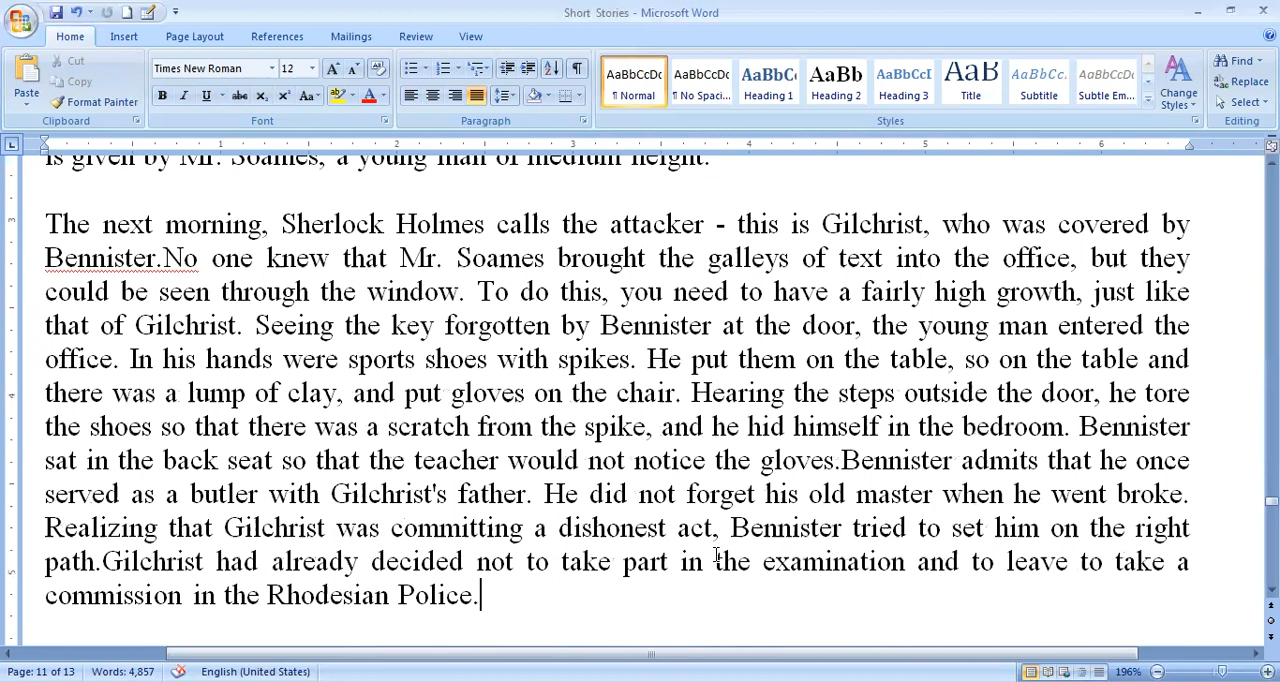 Short Stories - Microsoft Word
Home Insert Page Layout References Mailings Review View
Paste Cut Copy Format Painter Clipboard
Times New Roman 12 Font
Paragraph
AaBbCcDc ¶ Normal
AaBbCcDc ¶ No Spaci...
AaBbC( Heading 1
AaBb Heading 2
AaBbCcI Heading 3
AaB Title
AaBbCc. Subtitle
AaBbCcDc Subtle Em...
Change Styles Styles
Find Replace Select Editing
is given by Mr. Soames, a young man of medium height.
The next morning, Sherlock Holmes calls the attacker - this is Gilchrist, who was covered by
Bennister.No one knew that Mr. Soames brought the galleys of text into the office, but they
could be seen through the window. To do this, you need to have a fairly high growth, just like
that of Gilchrist. Seeing the key forgotten by Bennister at the door, the young man entered the
office. In his hands were sports shoes with spikes. He put them on the table, so on the table and
there was a lump of clay, and put gloves on the chair. Hearing the steps outside the door, he tore
the shoes so that there was a scratch from the spike, and he hid himself in the bedroom. Bennister
sat in the back seat so that the teacher would not notice the gloves.Bennister admits that he once
served as a butler with Gilchrist's father. He did not forget his old master when he went broke.
Realizing that Gilchrist was committing a dishonest act, Bennister tried to set him on the right
path.Gilchrist had already decided not to take part in the examination and to leave to take a
commission in the Rhodesian Police.
Page: 11 of 13 Words: 4,857 English (United States) 196%